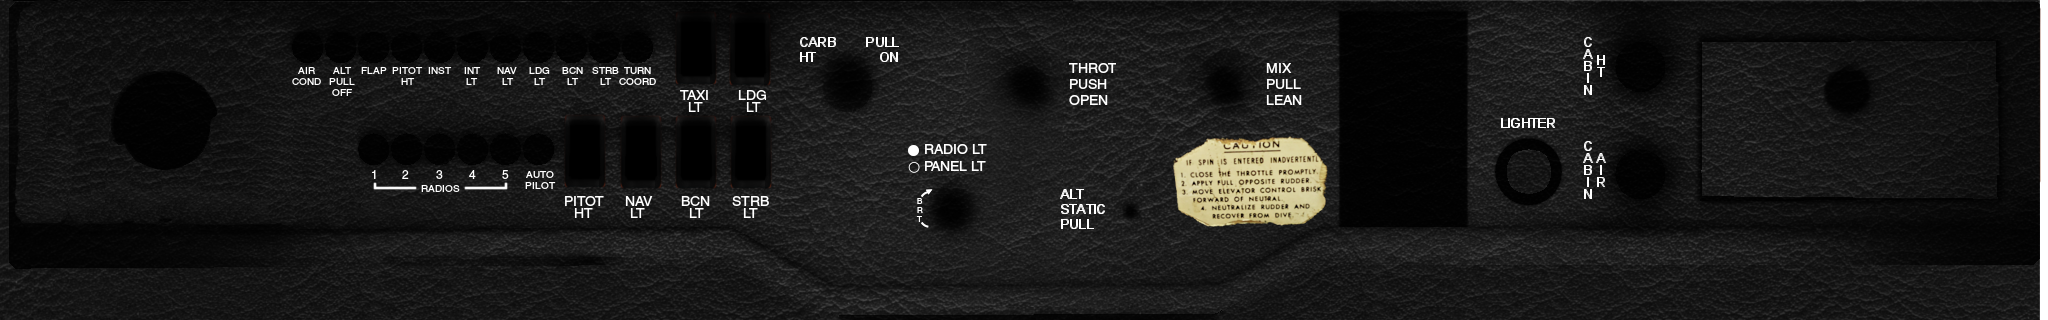 AIR COND
ALT PULL OFF
FLAP
PITOT HT
INST
INT LT
NAV LT
LDG LT
BCN LT
STRB LT
TURN COORD
TAXI LT
LDG LT
CARB HT
PULL ON
THROT PUSH OPEN
MIX PULL LEAN
CABIN HT
LIGHTER
1 2 3 4 5
RADIOS
AUTO PILOT
PITOT HT
NAV LT
BCN LT
STRB LT
RADIO LT
PANEL LT
BRT
ALT STATIC PULL
CAUTION
IF SPIN IS ENTERED INADVERTENTL
1. CLOSE THE THROTTLE PROMPTLY.
2. APPLY FULL OPPOSITE RUDDER.
3. MOVE ELEVATOR CONTROL BRISK
FORWARD OF NEUTRAL
4. NEUTRALIZE RUDDER AND
RECOVER FROM DIVE.
CABIN AIR